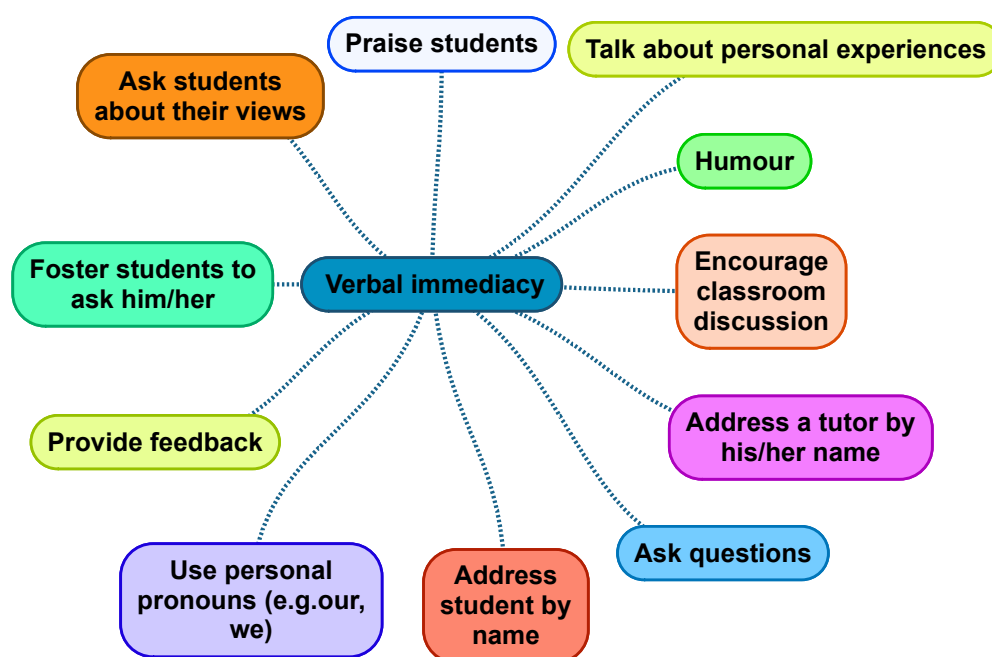 Praise students
Talk about personal experiences
Ask students
about their views
Humour
Foster students to
ask him/her
Verbal immediacy
Encourage
classroom
discussion
Provide feedback
Address a tutor by
his/her name
Use personal
pronouns (e.g.our,
we)
Address
student by
name
Ask questions